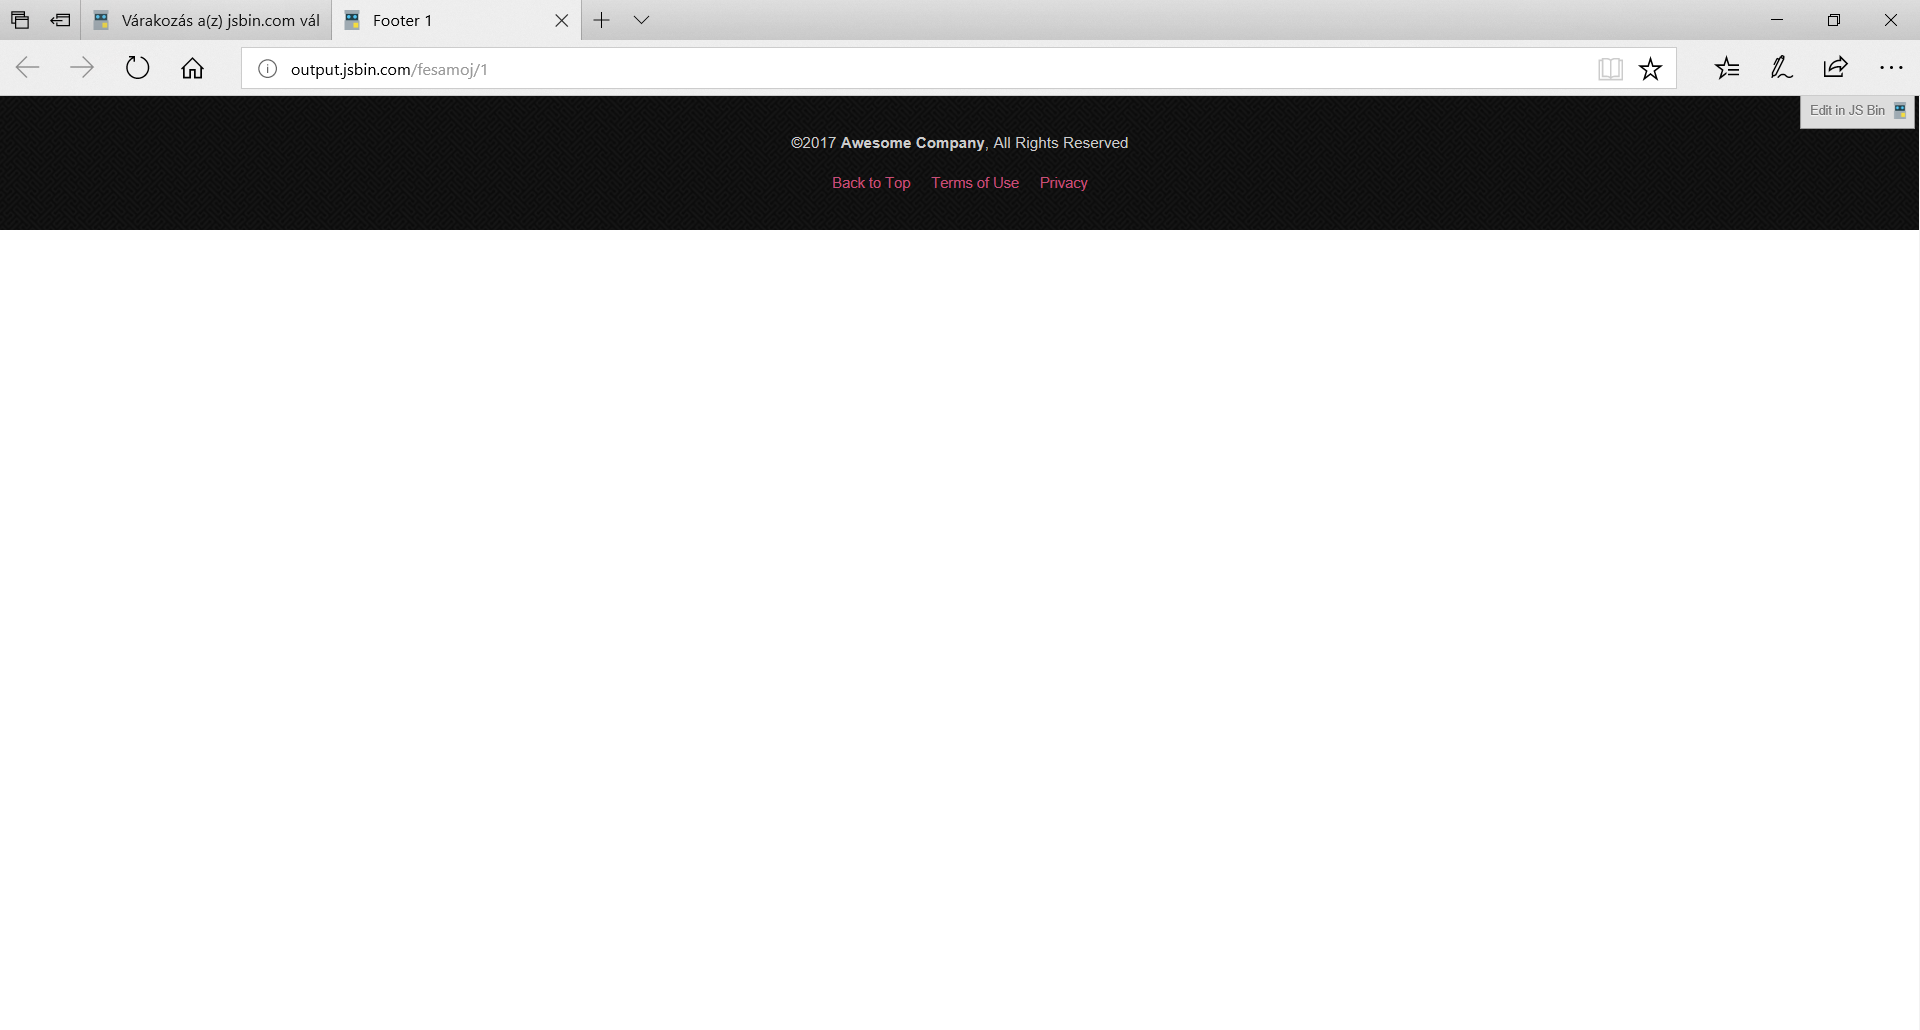 Várakozás a(z) jsbin.com vál
Footer 1
output.jsbin.com/fesamoj/1
Edit in JS Bin
©2017 Awesome Company, All Rights Reserved
Back to Top Terms of Use Privacy